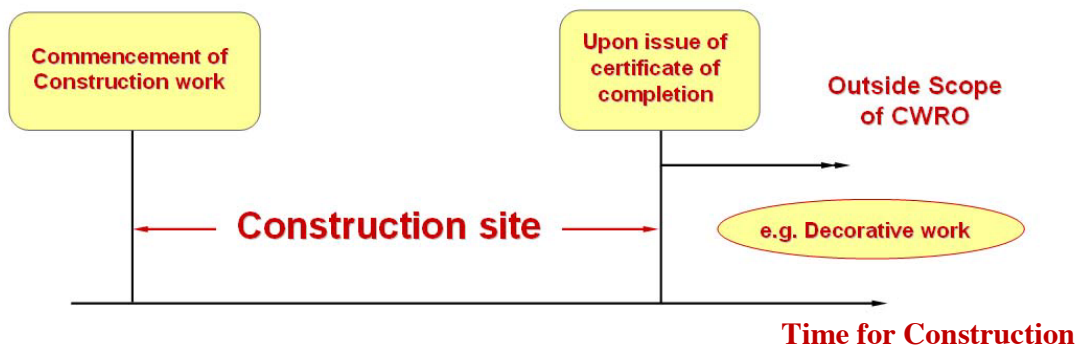 Commencement of
Construction work
Upon issue of
certificate of
completion
Outside Scope
of CWRO
Construction site
e.g. Decorative work
Time for Construction